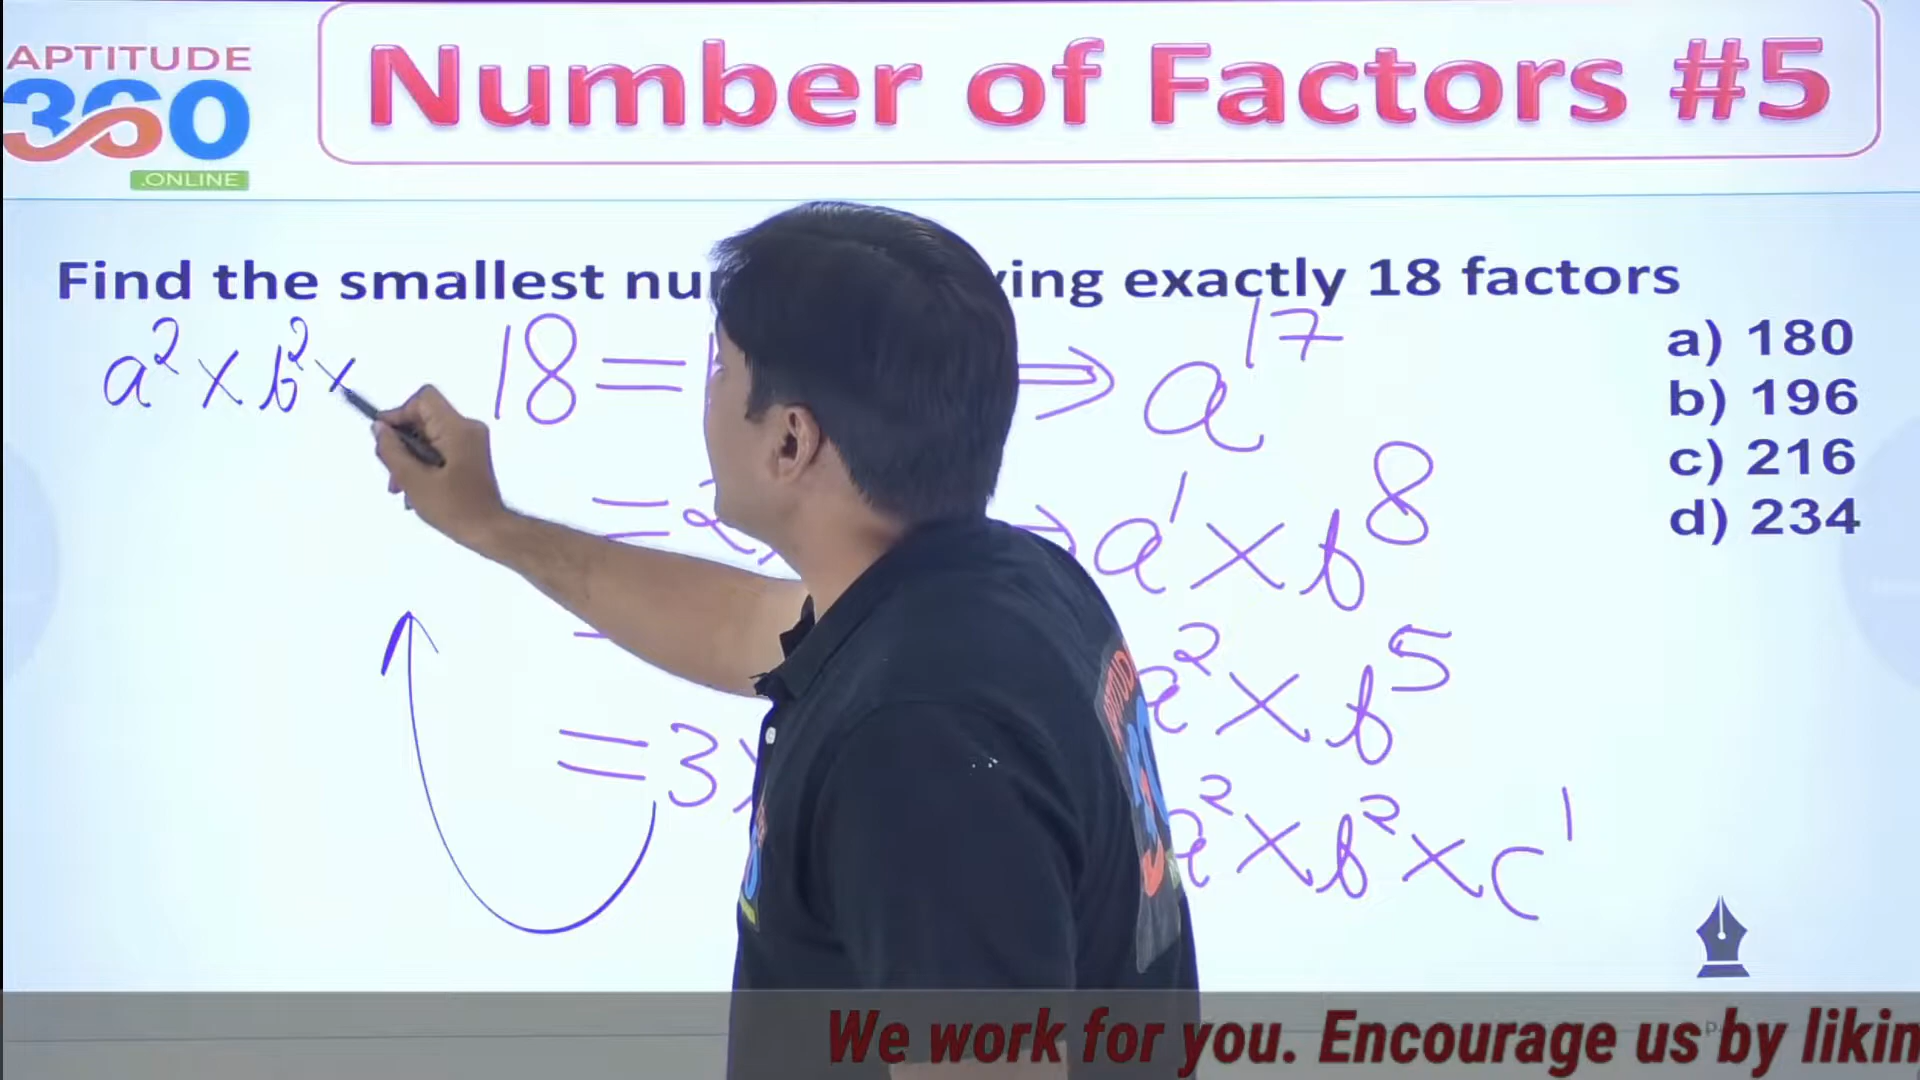 APTITUDE
360
.ONLINE
Number of Factors #5
Find the smallest nu ving exactly 18 factors
a) 180
b) 196
c) 216
d) 234
a² × b² ×
18 = ⇒ a¹⁷
= 2 a¹ × b⁸
a² × b⁵
= 3 × a² × b² × c¹
We work for you. Encourage us by likin